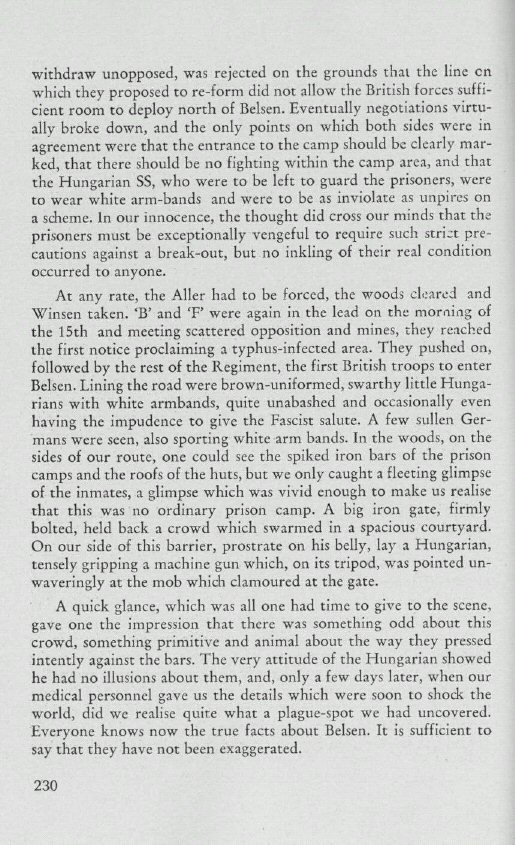 withdraw unopposed, was rejected on the grounds that the line on
which they proposed to re-form did not allow the British forces suffi-
cient room to deploy north of Belsen. Eventually negotiations virtu-
ally broke down, and the only points on which both sides were in
agreement were that the entrance to the camp should be clearly mar-
ked, that there should be no fighting within the camp area, and that
the Hungarian SS, who were to be left to guard the prisoners, were
to wear white arm-bands and were to be as inviolate as unpires on
a scheme. In our innocence, the thought did cross our minds that the
prisoners must be exceptionally vengeful to require such strict pre-
cautions against a break-out, but no inkling of their real condition
occurred to anyone.
At any rate, the Aller had to be forced, the woods cleared and
Winsen taken. ‘B’ and ‘F’ were again in the lead on the morning of
the 15th and meeting scattered opposition and mines, they reached
the first notice proclaiming a typhus-infected area. They pushed on,
followed by the rest of the Regiment, the first British troops to enter
Belsen. Lining the road were brown-uniformed, swarthy little Hunga-
rians with white armbands, quite unabashed and occasionally even
having the impudence to give the Fascist salute. A few sullen Ger-
mans were seen, also sporting white arm bands. In the woods, on the
sides of our route, one could see the spiked iron bars of the prison
camps and the roofs of the huts, but we only caught a fleeting glimpse
of the inmates, a glimpse which was vivid enough to make us realise
that this was no ordinary prison camp. A big iron gate, firmly
bolted, held back a crowd which swarmed in a spacious courtyard.
On our side of this barrier, prostrate on his belly, lay a Hungarian,
tensely gripping a machine gun which, on its tripod, was pointed un-
waveringly at the mob which clamoured at the gate.
A quick glance, which was all one had time to give to the scene,
gave one the impression that there was something odd about this
crowd, something primitive and animal about the way they pressed
intently against the bars. The very attitude of the Hungarian showed
he had no illusions about them, and, only a few days later, when our
medical personnel gave us the details which were soon to shock the
world, did we realise quite what a plague-spot we had uncovered.
Everyone knows now the true facts about Belsen. It is sufficient to
say that they have not been exaggerated.
230